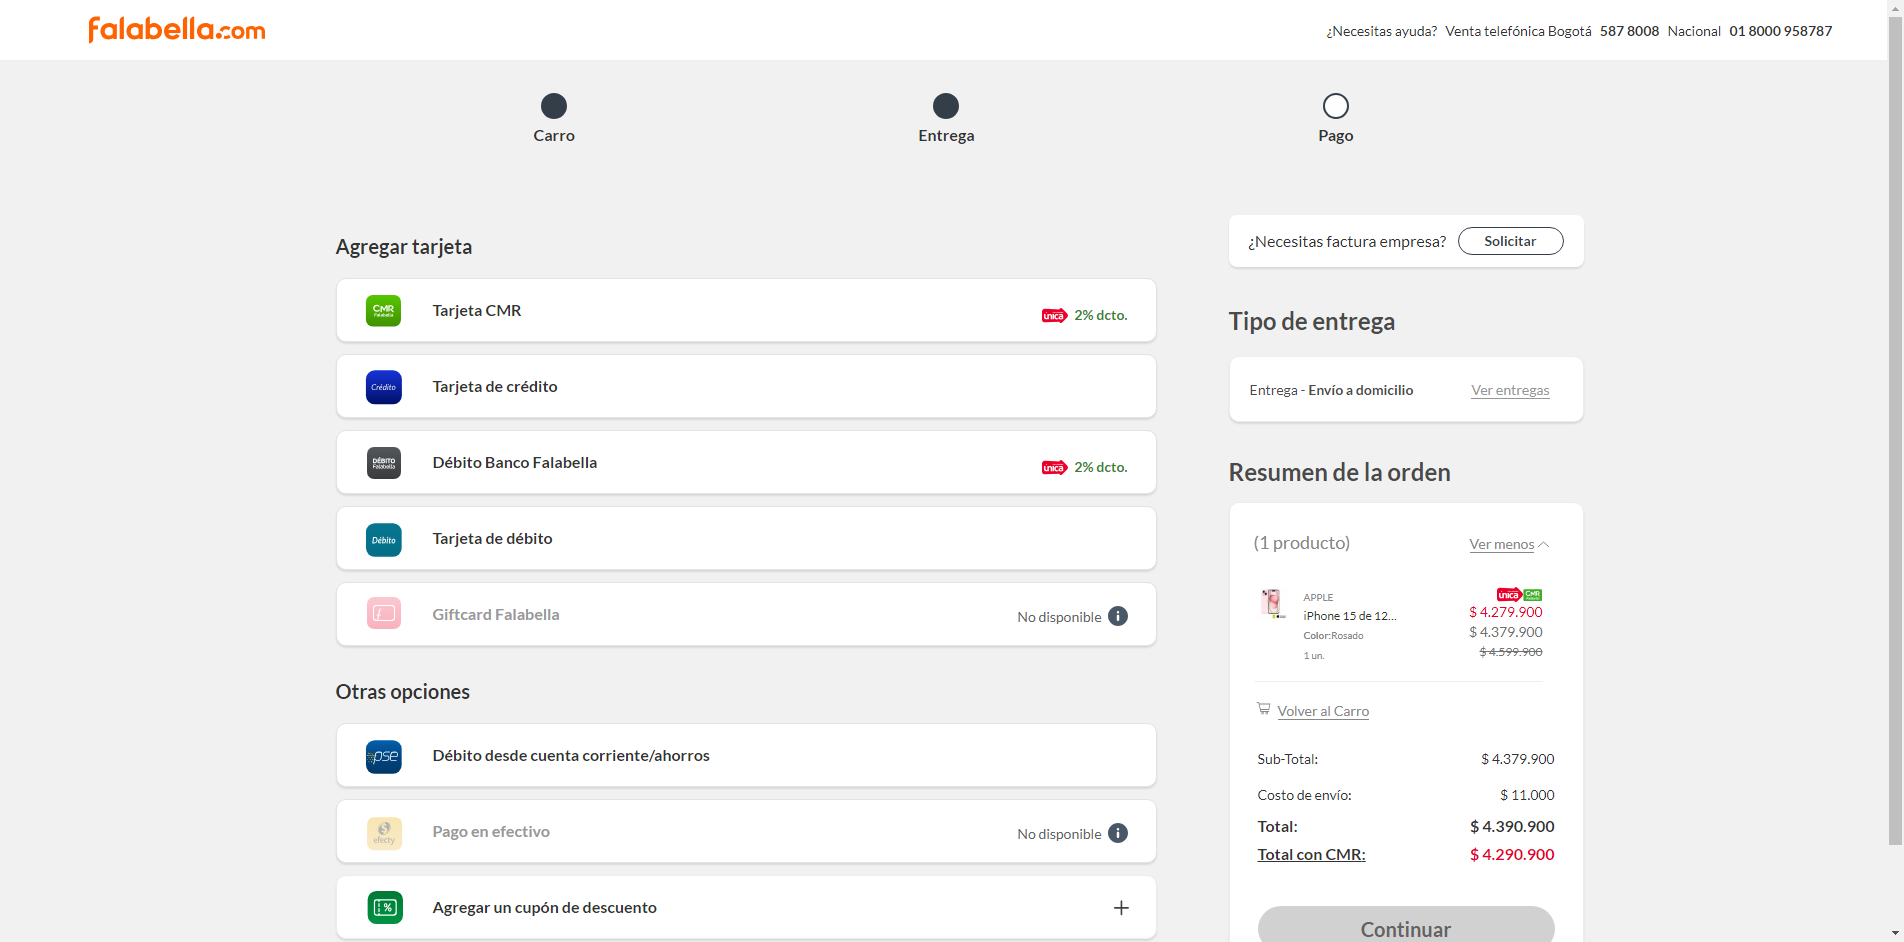 falabella.com
¿Necesitas ayuda? Venta telefónica Bogotá 587 8008 Nacional 01 8000 958787
Carro
Entrega
Pago
Agregar tarjeta
CMR
Falabella
Tarjeta CMR
única 2% dcto.
Crédito
Tarjeta de crédito
DÉBITO
Falabella
Débito Banco Falabella
única 2% dcto.
Débito
Tarjeta de débito
Giftcard Falabella
No disponible
Otras opciones
pse
Débito desde cuenta corriente/ahorros
efecty
Pago en efectivo
No disponible
%
Agregar un cupón de descuento
¿Necesitas factura empresa? Solicitar
Tipo de entrega
Entrega - Envío a domicilio Ver entregas
Resumen de la orden
(1 producto) Ver menos
APPLE
iPhone 15 de 12...
Color:Rosado
1 un.
única CMR
$ 4.279.900
$ 4.379.900
$ 4.599.900
Volver al Carro
Sub-Total: $ 4.379.900
Costo de envío: $ 11.000
Total: $ 4.390.900
Total con CMR: $ 4.290.900
Continuar